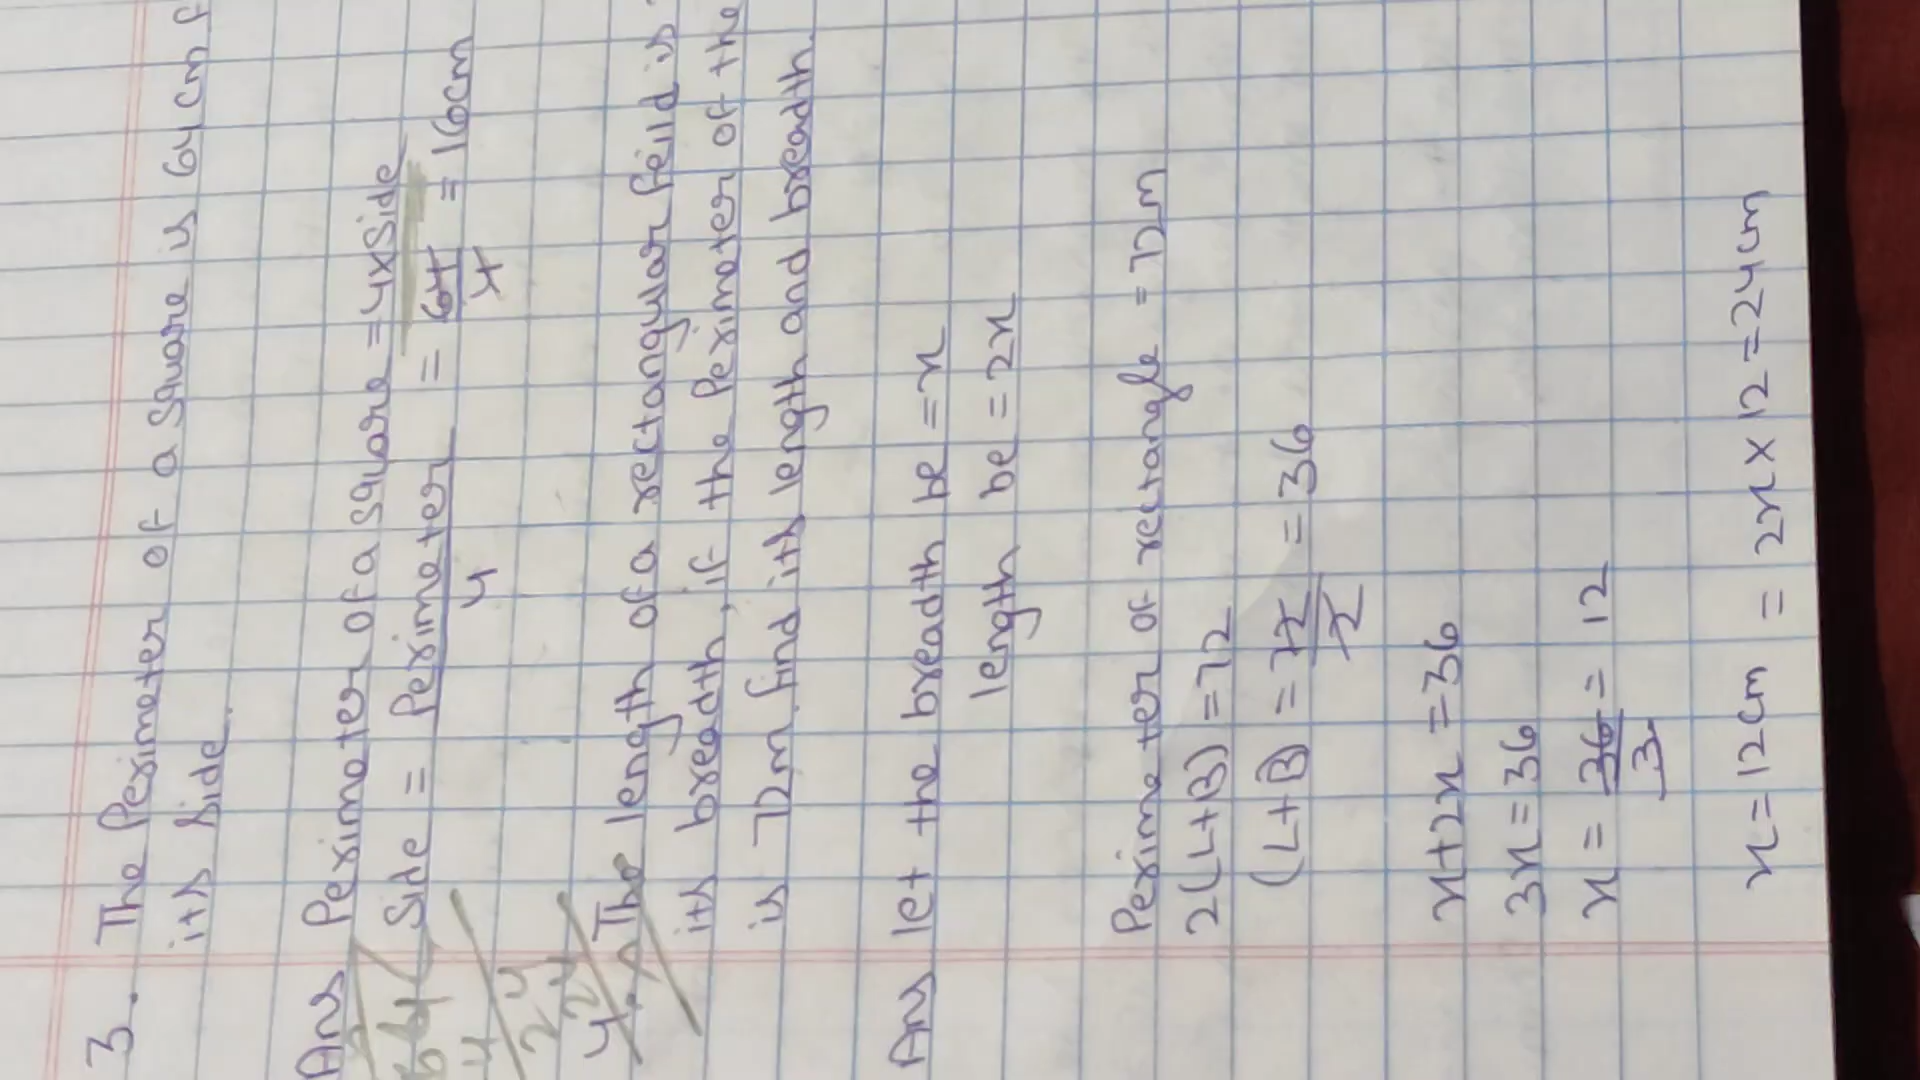 3. The Perimeter of a square is 64cm
its side.
Ans Perimeter of a square = 4xSide
Side = Perimeter = 64 = 16cm
4 4
4. The length of a rectangular feild is
its breadth, if the Perimeter of the
is 72m. find its length and breadth.
Ans let the breadth be = x
length be = 2x
Perimeter of rectangle = 72m
2(L+B) = 72
(L+B) = 72 = 36
2
x+2x = 36
3x = 36
x = 36 = 12
3
x = 12cm = 2x x 12 = 24cm